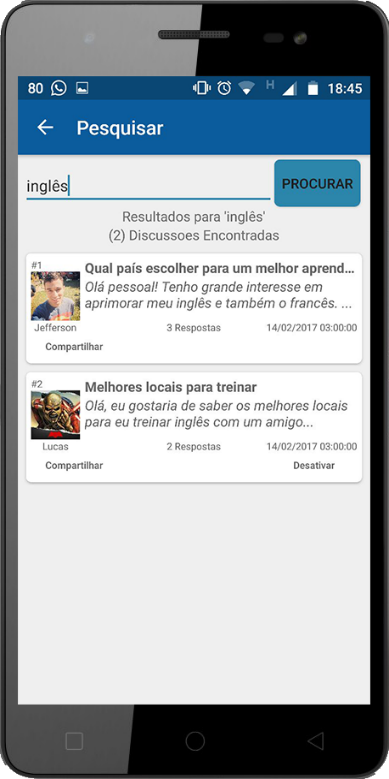 80 H 18:45
Pesquisar
inglês
PROCURAR
Resultados para 'inglês'
(2) Discussoes Encontradas
#1
Qual país escolher para um melhor aprend...
Olá pessoal! Tenho grande interesse em
aprimorar meu inglês e também o francês. ...
Jefferson 3 Respostas 14/02/2017 03:00:00
Compartilhar
#2
Melhores locais para treinar
Olá, eu gostaria de saber os melhores locais
para eu treinar inglês com um amigo...
Lucas 2 Respostas 14/02/2017 03:00:00
Compartilhar Desativar